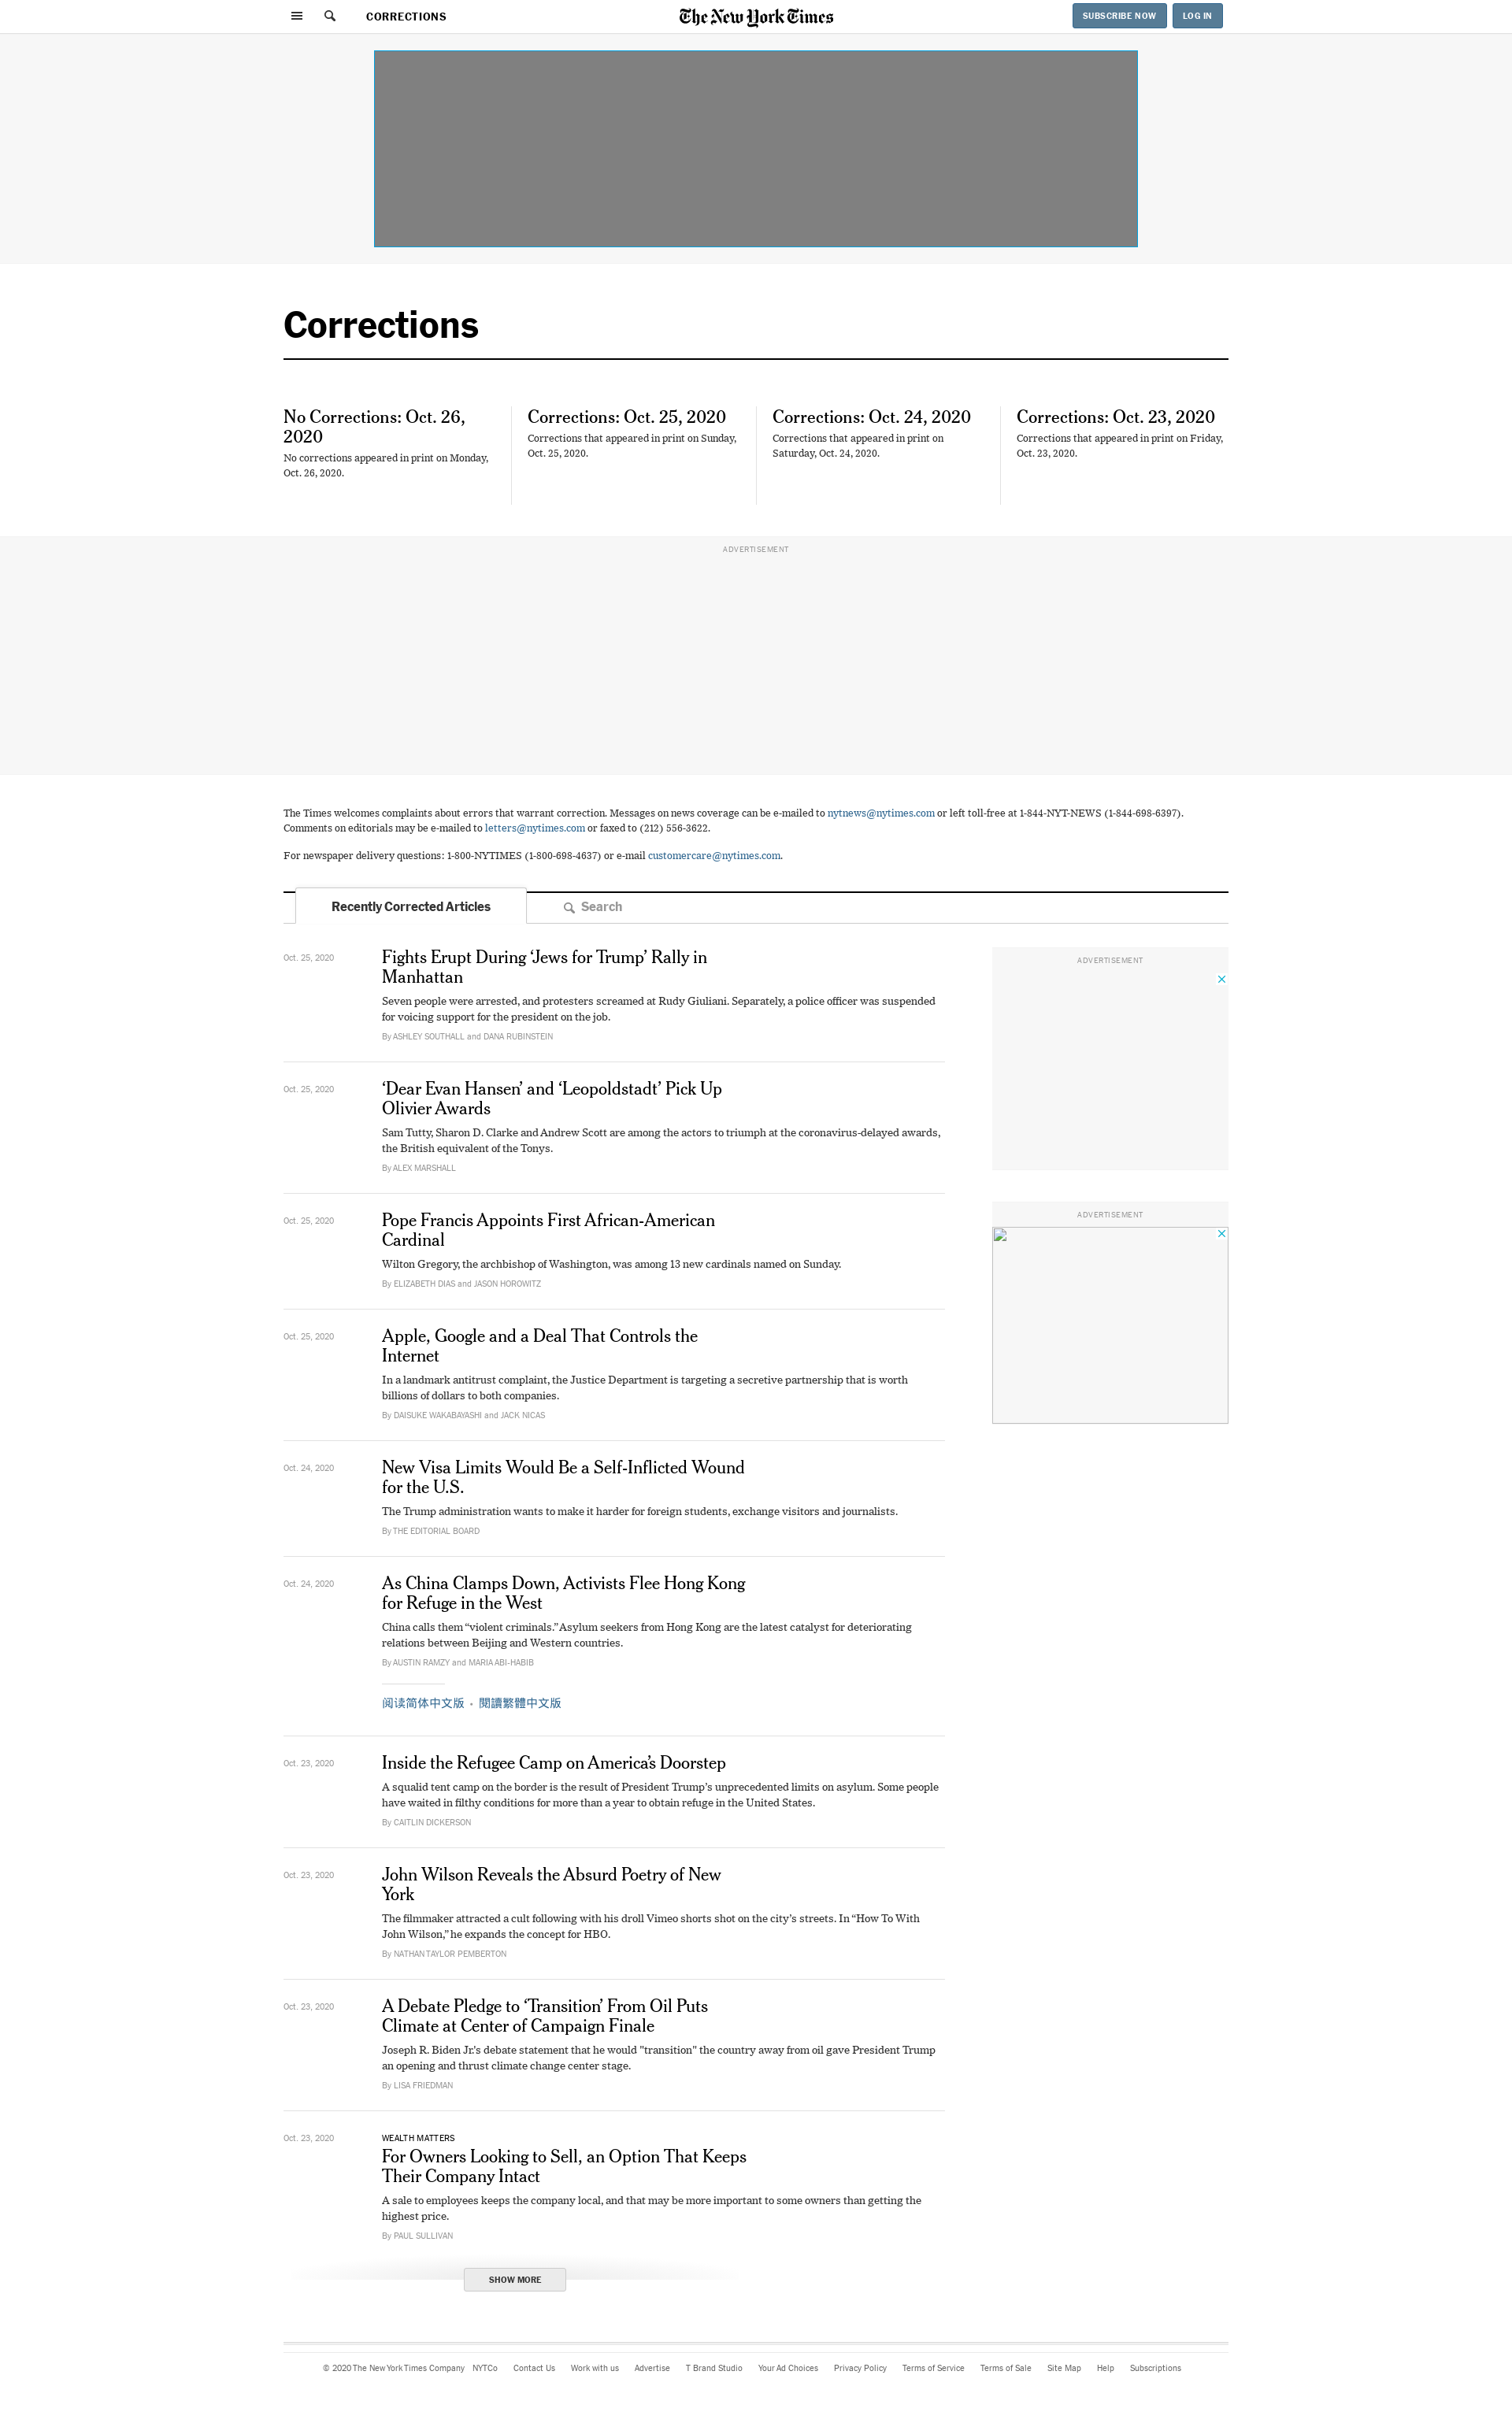 CORRECTIONS
The New York Times
SUBSCRIBE NOW
LOG IN
Corrections
No Corrections: Oct. 26,
2020
No corrections appeared in print on Monday,
Oct. 26, 2020.
Corrections: Oct. 25, 2020
Corrections that appeared in print on Sunday,
Oct. 25, 2020.
Corrections: Oct. 24, 2020
Corrections that appeared in print on
Saturday, Oct. 24, 2020.
Corrections: Oct. 23, 2020
Corrections that appeared in print on Friday,
Oct. 23, 2020.
ADVERTISEMENT
The Times welcomes complaints about errors that warrant correction. Messages on news coverage can be e-mailed to nytnews@nytimes.com or left toll-free at 1-844-NYT-NEWS (1-844-698-6397).
Comments on editorials may be e-mailed to letters@nytimes.com or faxed to (212) 556-3622.
For newspaper delivery questions: 1-800-NYTIMES (1-800-698-4637) or e-mail customercare@nytimes.com.
Recently Corrected Articles
Search
Oct. 25, 2020
Fights Erupt During ‘Jews for Trump’ Rally in
Manhattan
Seven people were arrested, and protesters screamed at Rudy Giuliani. Separately, a police officer was suspended
for voicing support for the president on the job.
By ASHLEY SOUTHALL and DANA RUBINSTEIN
Oct. 25, 2020
‘Dear Evan Hansen’ and ‘Leopoldstadt’ Pick Up
Olivier Awards
Sam Tutty, Sharon D. Clarke and Andrew Scott are among the actors to triumph at the coronavirus-delayed awards,
the British equivalent of the Tonys.
By ALEX MARSHALL
Oct. 25, 2020
Pope Francis Appoints First African-American
Cardinal
Wilton Gregory, the archbishop of Washington, was among 13 new cardinals named on Sunday.
By ELIZABETH DIAS and JASON HOROWITZ
Oct. 25, 2020
Apple, Google and a Deal That Controls the
Internet
In a landmark antitrust complaint, the Justice Department is targeting a secretive partnership that is worth
billions of dollars to both companies.
By DAISUKE WAKABAYASHI and JACK NICAS
Oct. 24, 2020
New Visa Limits Would Be a Self-Inflicted Wound
for the U.S.
The Trump administration wants to make it harder for foreign students, exchange visitors and journalists.
By THE EDITORIAL BOARD
Oct. 24, 2020
As China Clamps Down, Activists Flee Hong Kong
for Refuge in the West
China calls them “violent criminals.” Asylum seekers from Hong Kong are the latest catalyst for deteriorating
relations between Beijing and Western countries.
By AUSTIN RAMZY and MARIA ABI-HABIB
阅读简体中文版 • 閱讀繁體中文版
Oct. 23, 2020
Inside the Refugee Camp on America’s Doorstep
A squalid tent camp on the border is the result of President Trump’s unprecedented limits on asylum. Some people
have waited in filthy conditions for more than a year to obtain refuge in the United States.
By CAITLIN DICKERSON
Oct. 23, 2020
John Wilson Reveals the Absurd Poetry of New
York
The filmmaker attracted a cult following with his droll Vimeo shorts shot on the city’s streets. In “How To With
John Wilson,” he expands the concept for HBO.
By NATHAN TAYLOR PEMBERTON
Oct. 23, 2020
A Debate Pledge to ‘Transition’ From Oil Puts
Climate at Center of Campaign Finale
Joseph R. Biden Jr.'s debate statement that he would "transition" the country away from oil gave President Trump
an opening and thrust climate change center stage.
By LISA FRIEDMAN
Oct. 23, 2020
WEALTH MATTERS
For Owners Looking to Sell, an Option That Keeps
Their Company Intact
A sale to employees keeps the company local, and that may be more important to some owners than getting the
highest price.
By PAUL SULLIVAN
SHOW MORE
ADVERTISEMENT
ADVERTISEMENT
© 2020 The New York Times Company NYTCo Contact Us Work with us Advertise T Brand Studio Your Ad Choices Privacy Policy Terms of Service Terms of Sale Site Map Help Subscriptions